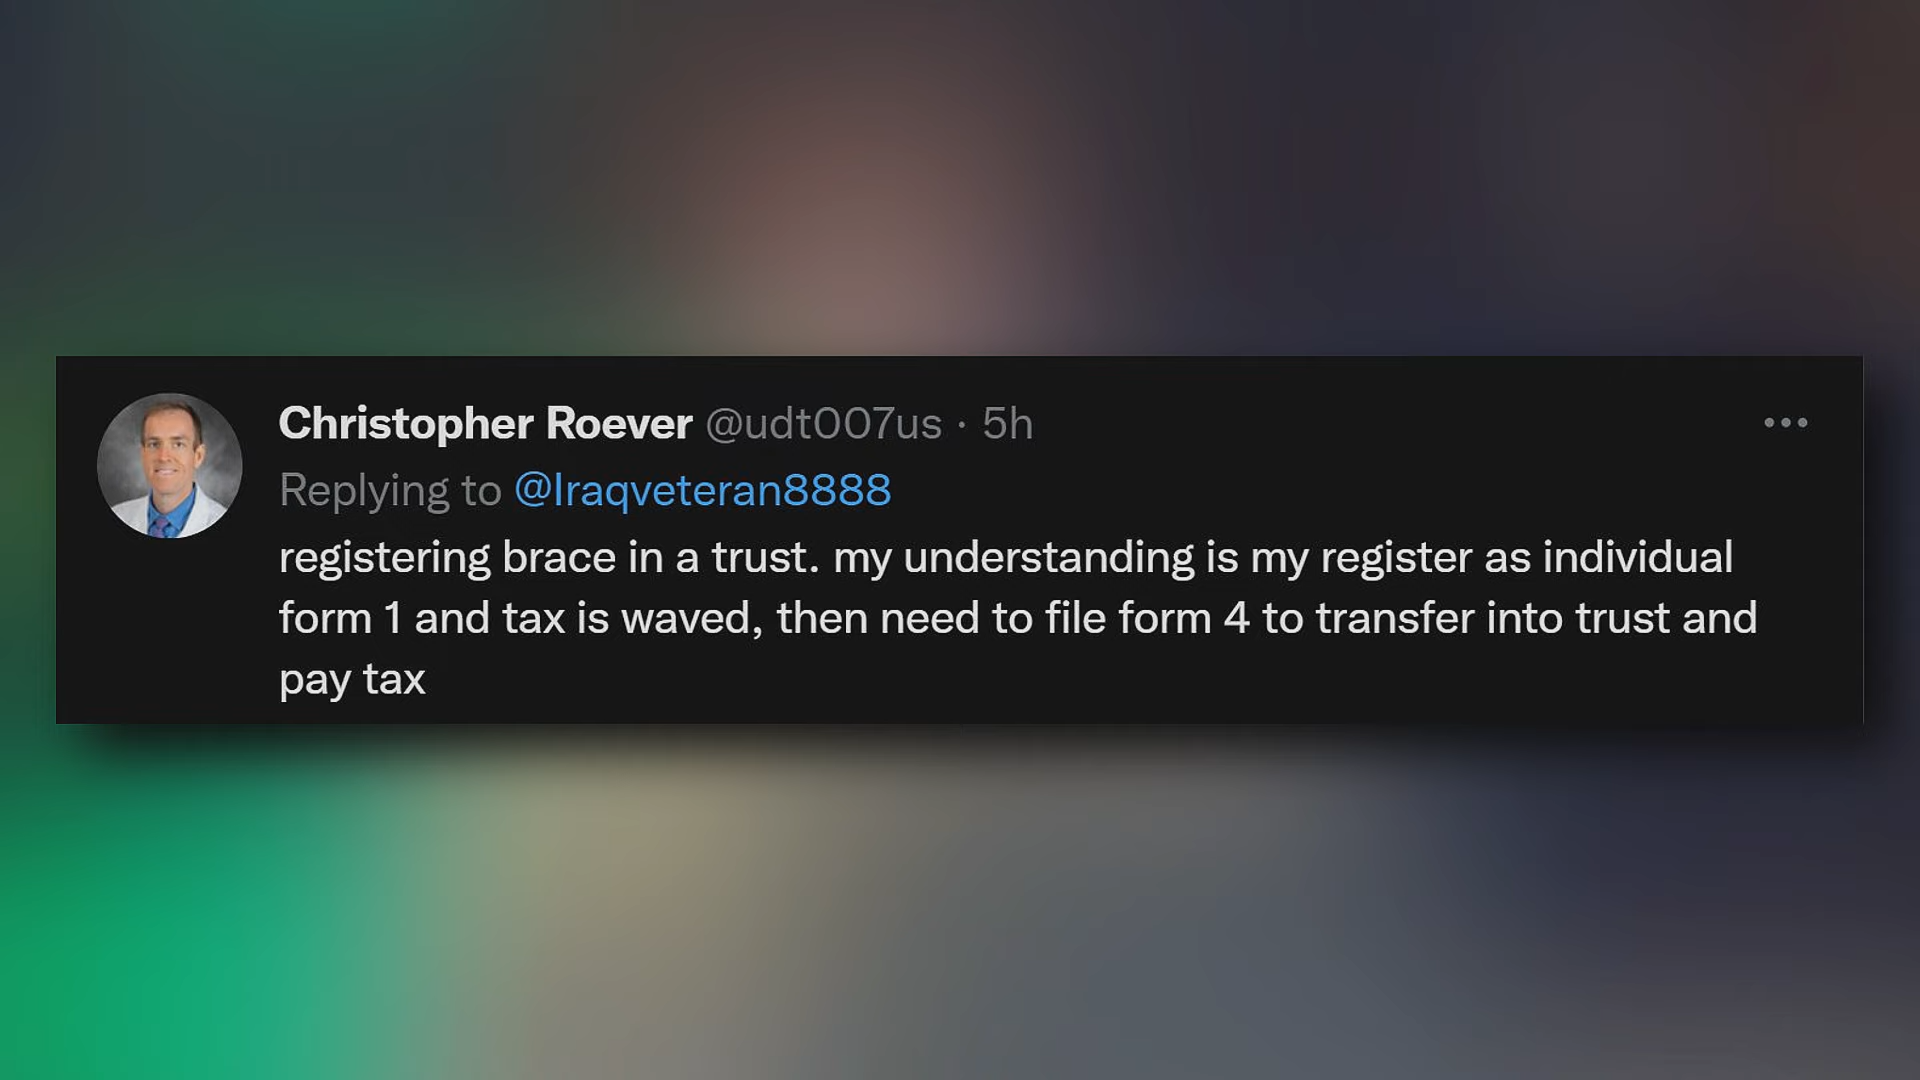 Christopher Roever @udt007us · 5h
Replying to @Iraqveteran8888
registering brace in a trust. my understanding is my register as individual
form 1 and tax is waved, then need to file form 4 to transfer into trust and
pay tax